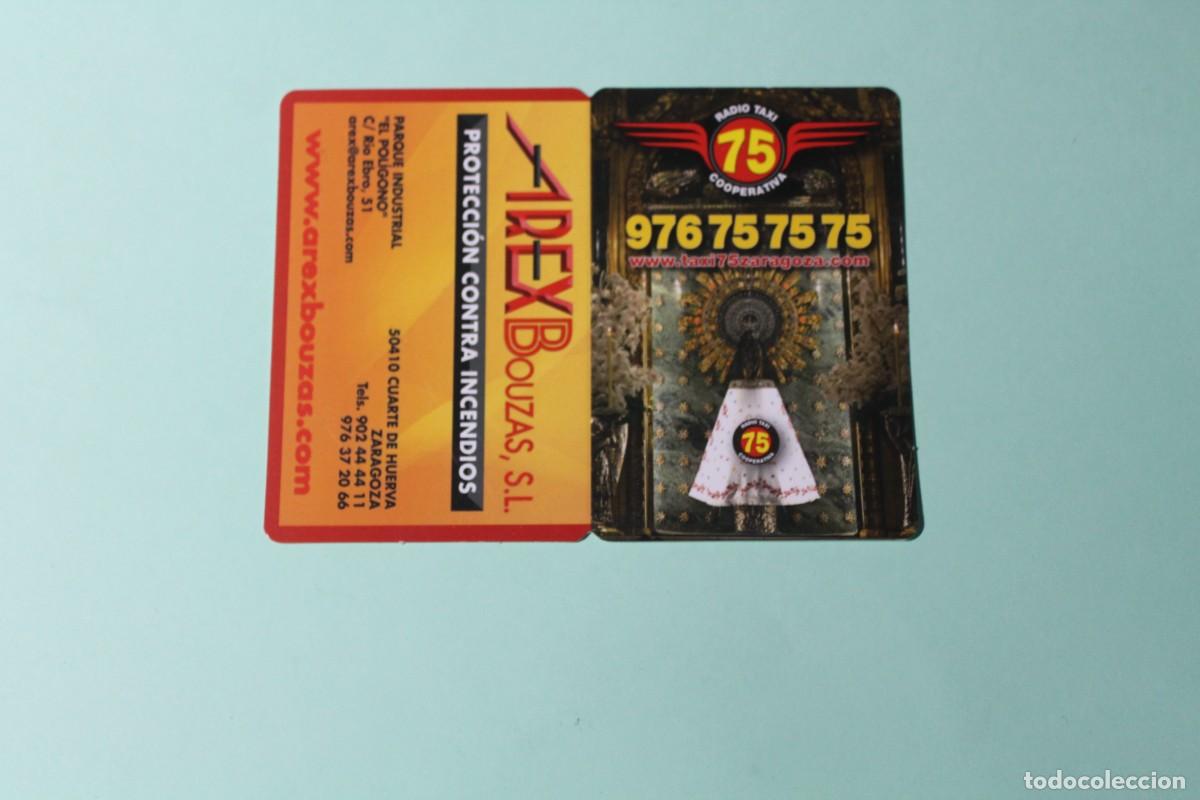 AREX BOUZAS, S.L.
PROTECCIÓN CONTRA INCENDIOS
PARQUE INDUSTRIAL
"EL POLÍGONO"
C/ Río Ebro, 51
arex@arexbouzas.com
50410 CUARTE DE HUERVA
ZARAGOZA
Tels. 902 44 44 11
976 37 20 66
www.arexbouzas.com
RADIO TAXI
75
COOPERATIVA
976 75 75 75
www.taxi75zaragoza.com
RADIO TAXI
75
COOPERATIVA
todocoleccion